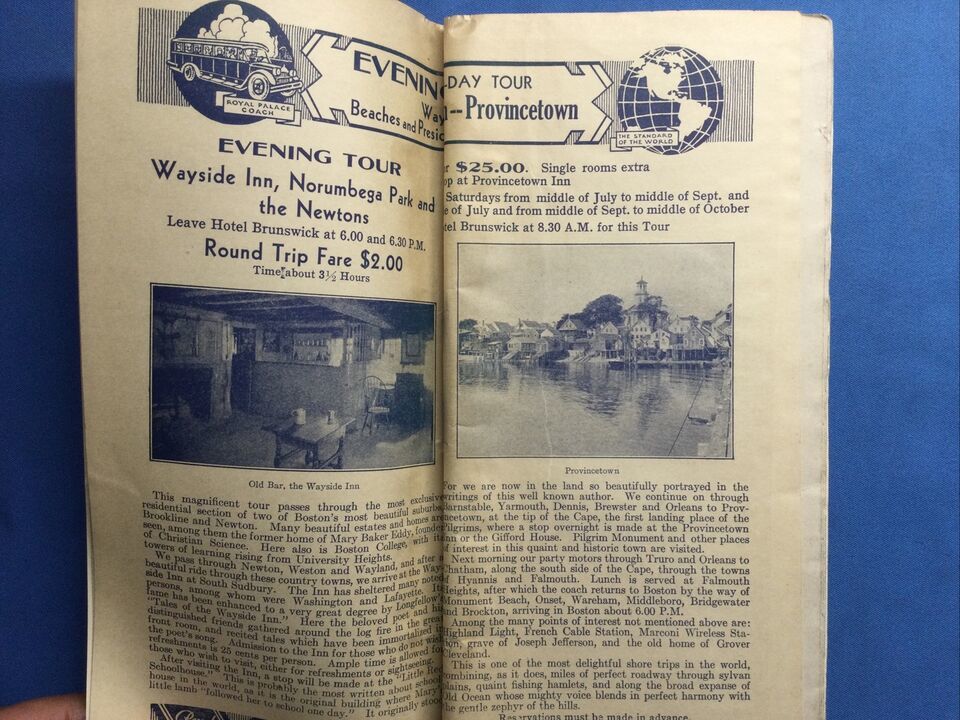 ROYAL PALACE
COACH
EVENING
Way
Beaches and Presid
EVENING TOUR
Wayside Inn, Norumbega Park and
the Newtons
Leave Hotel Brunswick at 6.00 and 6.30 P.M.
Round Trip Fare $2.00
Time about 3½ Hours
Old Bar, the Wayside Inn
This magnificent tour passes through the most exclusive
residential section of two of Boston's most beautiful suburbs
Brookline and Newton. Many beautiful estates and homes are
seen, among them the former home of Mary Baker Eddy, founder
of Christian Science. Here also is Boston College, with its
towers of learning rising from University Heights.
We pass through Newton, Weston and Wayland, and after a
beautiful ride through these country towns, we arrive at the Way-
side Inn at South Sudbury. The Inn has sheltered many noted
persons, among whom were Washington and Lafayette. Its
fame has been enhanced to a very great degree by Longfellow's
"Tales of the Wayside Inn." Here the beloved poet and his
distinguished friends gathered around the log fire in the great
front room, and recited tales which have been immortalized in
the poet's song. Admission to the Inn for those who do not wish
refreshments is 25 cents per person. Ample time is allowed for
those who wish to visit, either for refreshments or sightseeing.
After visiting the Inn, a stop will be made at the "Little Red
Schoolhouse." This is probably the most written about school
house in the world, as it is the original building where Mary's
little lamb "followed her to school one day." It originally stood
-DAY TOUR
--Provincetown
THE STANDARD
OF THE WORLD
$25.00. Single rooms extra
op at Provincetown Inn
Saturdays from middle of July to middle of Sept. and
e of July and from middle of Sept. to middle of October
tel Brunswick at 8.30 A.M. for this Tour
Provincetown
For we are now in the land so beautifully portrayed in the
writings of this well known author. We continue on through
Barnstable, Yarmouth, Dennis, Brewster and Orleans to Prov-
incetown, at the tip of the Cape, the first landing place of the
Pilgrims, where a stop overnight is made at the Provincetown
Inn or the Gifford House. Pilgrim Monument and other places
of interest in this quaint and historic town are visited.
Next morning our party motors through Truro and Orleans to
Chatham, along the south side of the Cape, through the towns
of Hyannis and Falmouth. Lunch is served at Falmouth
Heights, after which the coach returns to Boston by the way of
Monument Beach, Onset, Wareham, Middleboro, Bridgewater
and Brockton, arriving in Boston about 6.00 P.M.
Among the many points of interest not mentioned above are:
Highland Light, French Cable Station, Marconi Wireless Sta-
tion, grave of Joseph Jefferson, and the old home of Grover
Cleveland.
This is one of the most delightful shore trips in the world,
combining, as it does, miles of perfect roadway through sylvan
plains, quaint fishing hamlets, and along the broad expanse of
Old Ocean whose mighty voice blends in perfect harmony with
the gentle zephyr of the hills.
Reservations must be made in advance.